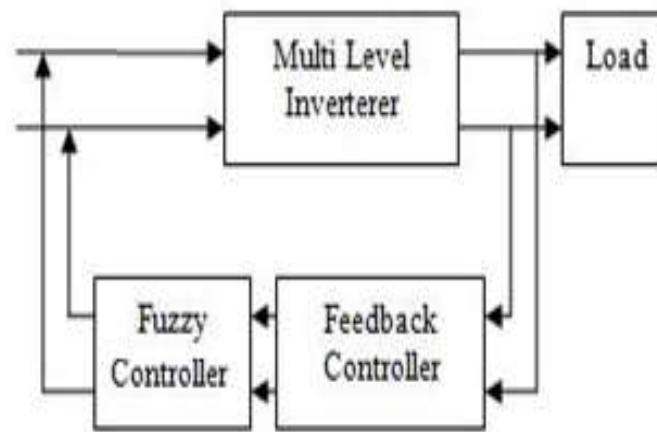 Multi Level
Inverterer
Load
Fuzzy
Controller
Feedback
Controller